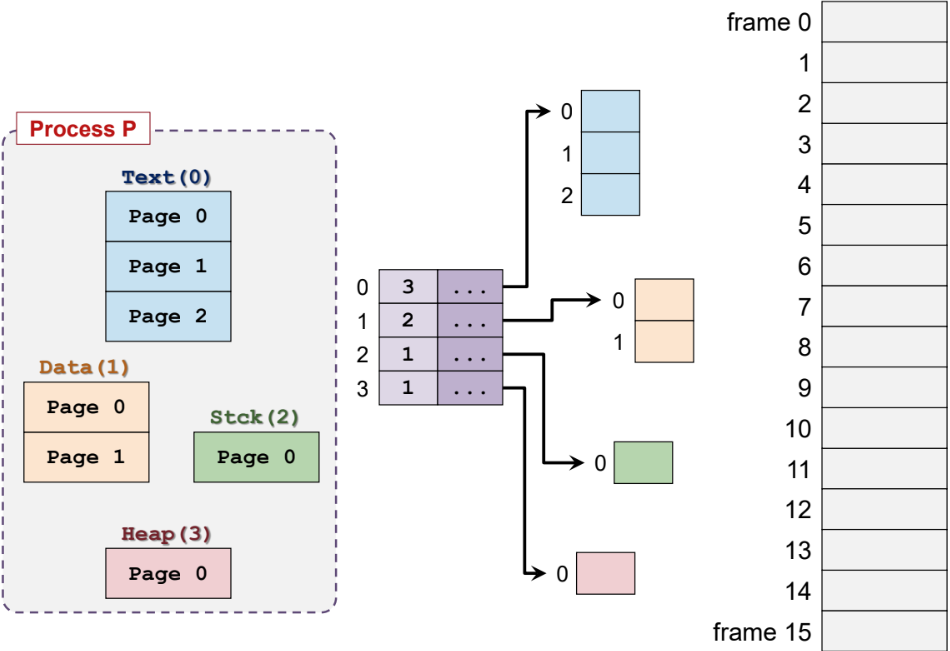 Process P
Text(0)
Page 0
Page 1
Page 2
Data(1)
Page 0
Page 1
Stck(2)
Page 0
Heap(3)
Page 0
0 3 ...
1 2 ...
2 1 ...
3 1 ...
0
1
2
0
1
0
0
frame 0
1
2
3
4
5
6
7
8
9
10
11
12
13
14
frame 15